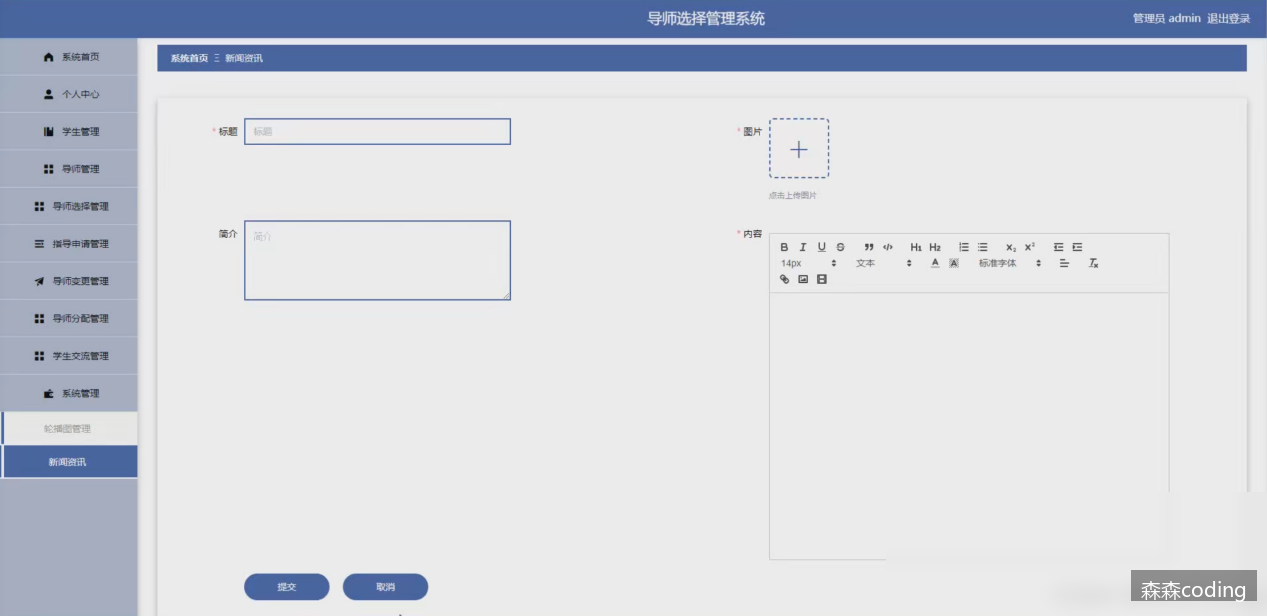 导师选择管理系统
管理员 admin 退出登录
系统首页
个人中心
学生管理
导师管理
导师选择管理
指导申请管理
导师变更管理
导师分配管理
学生交流管理
系统管理
轮播图管理
新闻资讯
系统首页 Ξ 新闻资讯
* 标题 标题
* 图片
点击上传图片
简介 简介
* 内容
B I U S ” </> H1 H2 x₂ x²
14px 文本 A A 标准字体 Tx
提交 取消
森森coding